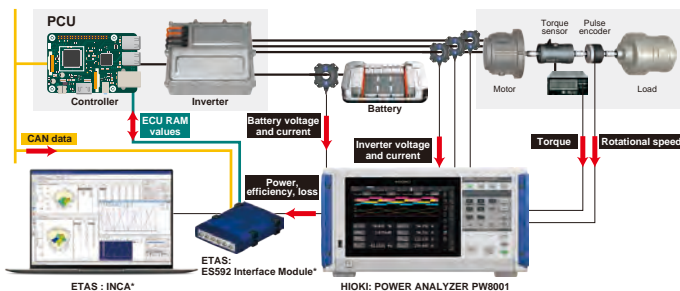 PCU
Controller
Inverter
Battery
Torque
sensor
Pulse
encoder
Motor
Load
ECU RAM
values
CAN data
Battery voltage
and current
Inverter voltage
and current
Torque
Rotational speed
Power,
efficiency, loss
ETAS:
ES592 Interface Module*
ETAS : INCA*
HIOKI: POWER ANALYZER PW8001